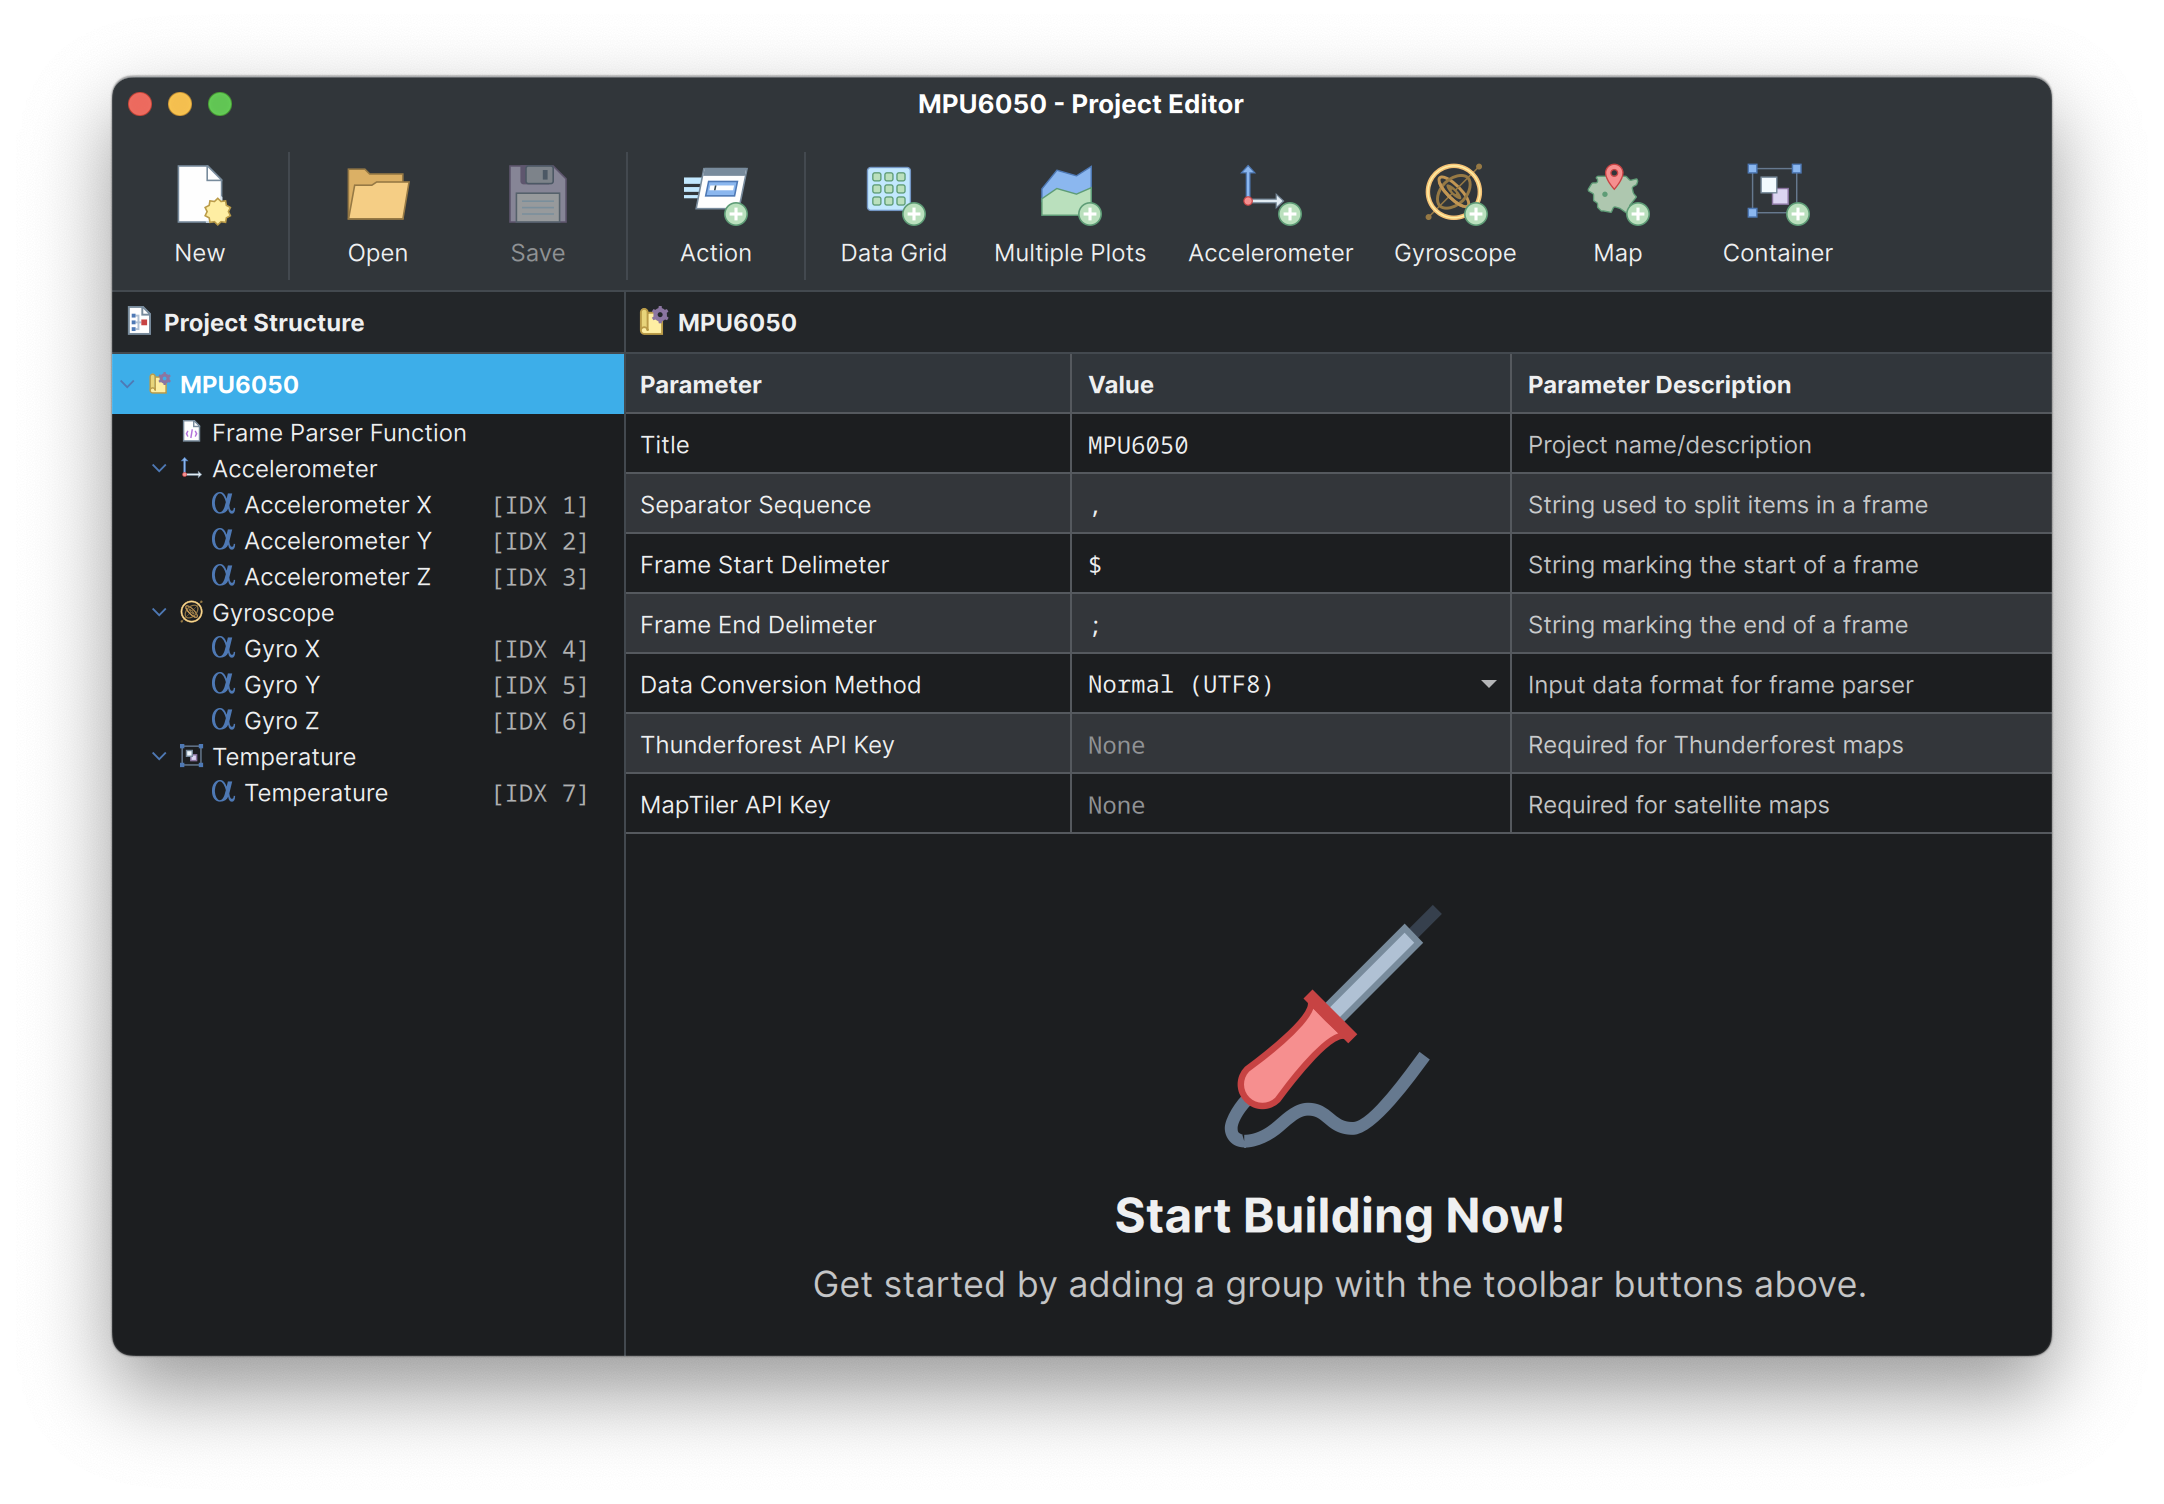 MPU6050 - Project Editor
New
Open
Save
Action
Data Grid
Multiple Plots
Accelerometer
Gyroscope
Map
Container
Project Structure
MPU6050
Frame Parser Function
Accelerometer
Accelerometer X [IDX 1]
Accelerometer Y [IDX 2]
Accelerometer Z [IDX 3]
Gyroscope
Gyro X [IDX 4]
Gyro Y [IDX 5]
Gyro Z [IDX 6]
Temperature
Temperature [IDX 7]
MPU6050
Parameter Value Parameter Description
Title MPU6050 Project name/description
Separator Sequence , String used to split items in a frame
Frame Start Delimeter $ String marking the start of a frame
Frame End Delimeter ; String marking the end of a frame
Data Conversion Method Normal (UTF8) Input data format for frame parser
Thunderforest API Key None Required for Thunderforest maps
MapTiler API Key None Required for satellite maps
Start Building Now!
Get started by adding a group with the toolbar buttons above.